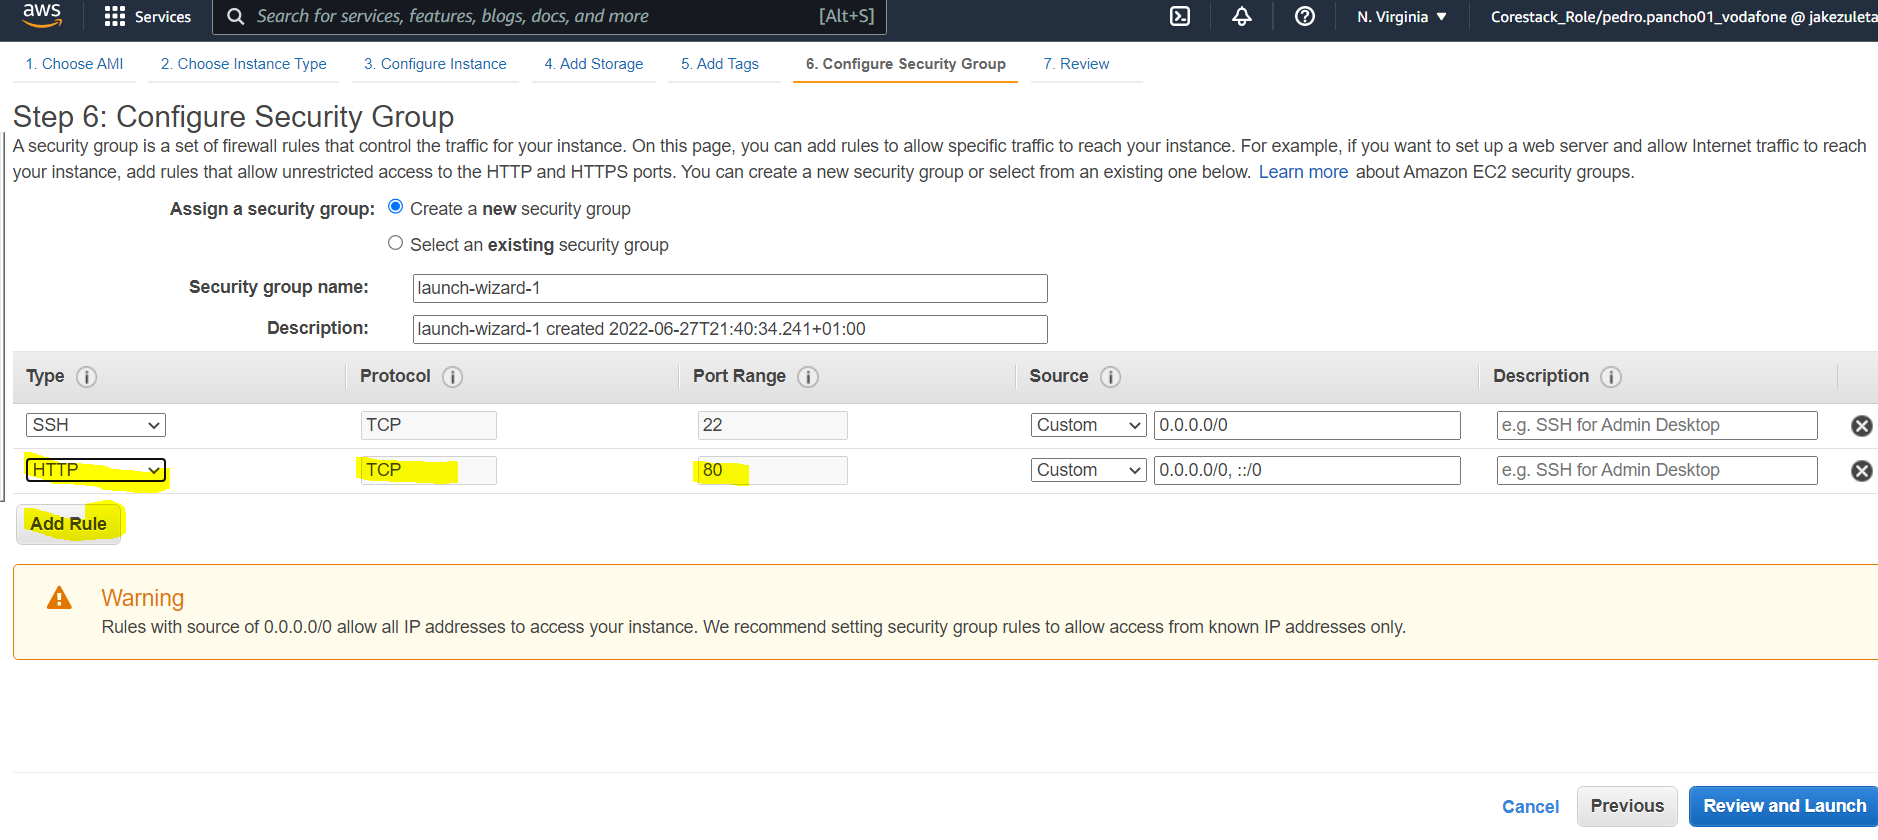 aws Services Search for services, features, blogs, docs, and more [Alt+S] N. Virginia ▼ Corestack_Role/pedro.pancho01_vodafone @ jakezuleta
1. Choose AMI 2. Choose Instance Type 3. Configure Instance 4. Add Storage 5. Add Tags 6. Configure Security Group 7. Review
Step 6: Configure Security Group
A security group is a set of firewall rules that control the traffic for your instance. On this page, you can add rules to allow specific traffic to reach your instance. For example, if you want to set up a web server and allow Internet traffic to reach
your instance, add rules that allow unrestricted access to the HTTP and HTTPS ports. You can create a new security group or select from an existing one below. Learn more about Amazon EC2 security groups.
Assign a security group: Create a new security group
Select an existing security group
Security group name: launch-wizard-1
Description: launch-wizard-1 created 2022-06-27T21:40:34.241+01:00
Type i Protocol i Port Range i Source i Description i
SSH TCP 22 Custom 0.0.0.0/0 e.g. SSH for Admin Desktop
HTTP TCP 80 Custom 0.0.0.0/0, ::/0 e.g. SSH for Admin Desktop
Add Rule
Warning
Rules with source of 0.0.0.0/0 allow all IP addresses to access your instance. We recommend setting security group rules to allow access from known IP addresses only.
Cancel Previous Review and Launch